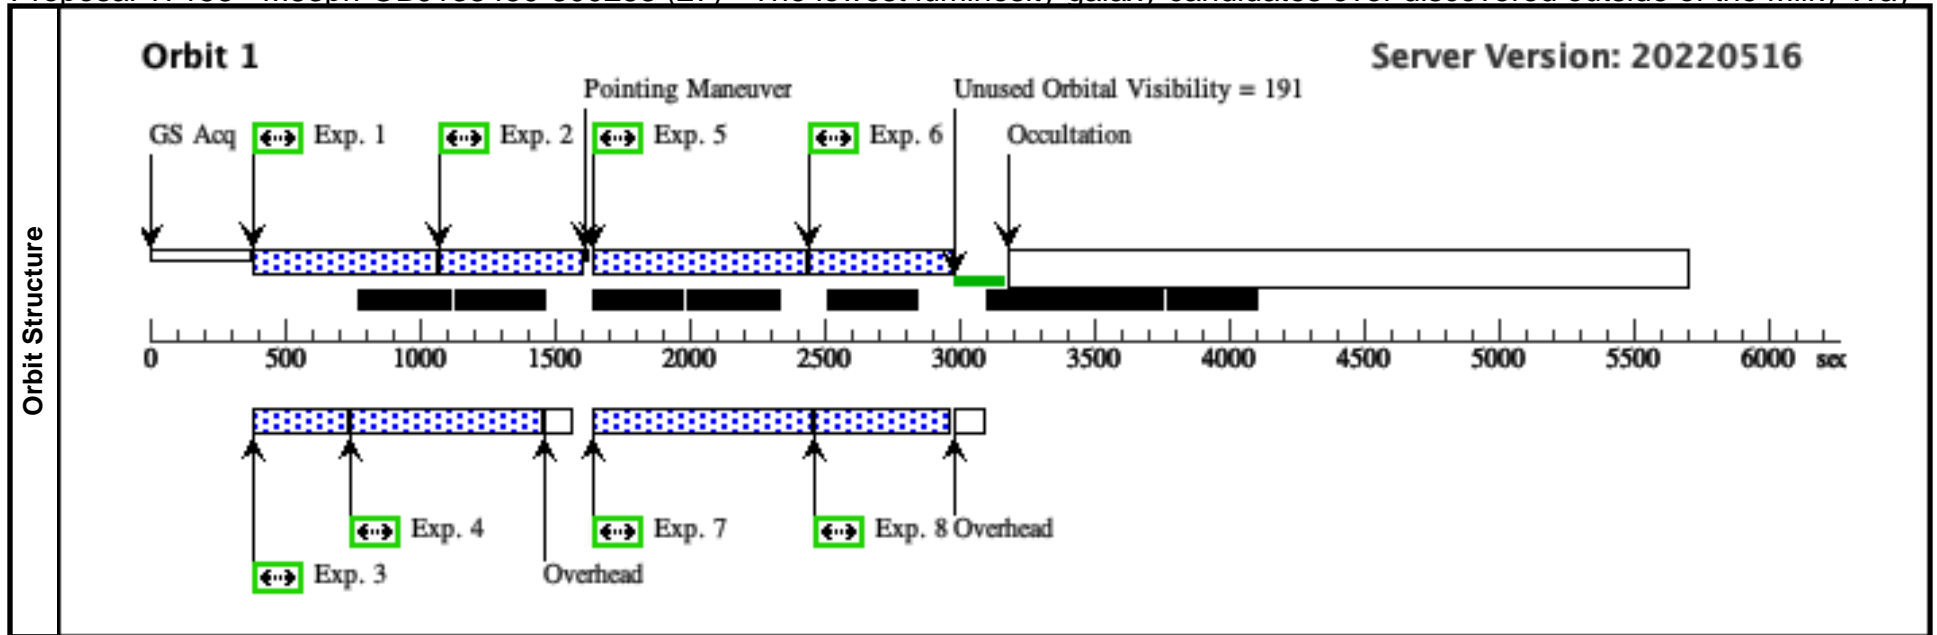 Orbit Structure
Orbit 1
Server Version: 20220516
Pointing Maneuver
Unused Orbital Visibility = 191
GS Acq
Exp. 1
Exp. 2
Exp. 5
Exp. 6
Occultation
0 500 1000 1500 2000 2500 3000 3500 4000 4500 5000 5500 6000 sec
Exp. 4
Exp. 7
Exp. 8
Overhead
Exp. 3
Overhead